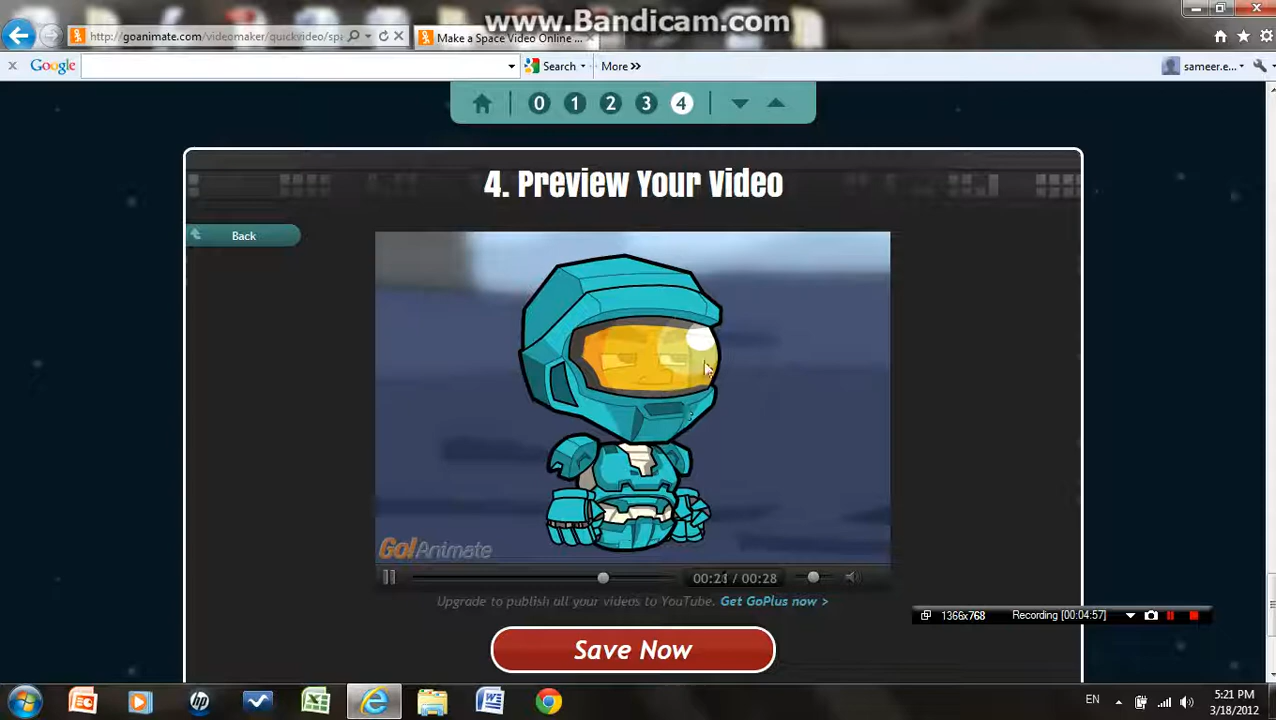 www.Bandicam.com
http://goanimate.com/videomaker/quickvideo/sp
Make a Space Video Online ...
Google
Search
More »
sameer.e...
0 1 2 3 4
4. Preview Your Video
Back
Go!Animate
00:21 / 00:28
Upgrade to publish all your videos to YouTube. Get GoPlus now >
1366x768 Recording [00:04:57]
Save Now
EN
5:21 PM
3/18/2012